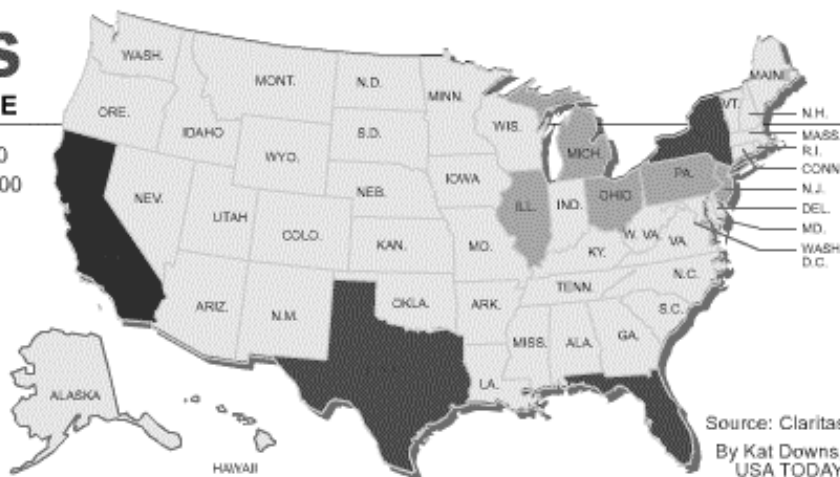 S
E
0
00
WASH.
MONT.
N.D.
MINN.
MAINE
ORE.
IDAHO
S.D.
WIS.
VT.
N.H.
MASS
R.I.
CONN
WYO.
MICH.
NEV.
NEB.
IOWA
PA.
N.J.
UTAH
ILL.
IND.
OHIO
DEL.
COLO.
MO.
W. VA.
VA.
MD.
KAN.
KY.
WASH
D.C.
ARIZ.
N.M.
OKLA.
TENN.
N.C.
ARK.
S.C.
MISS.
ALA.
GA.
LA.
ALASKA
HAWAII
Source: Claritas
By Kat Downs
USA TODAY